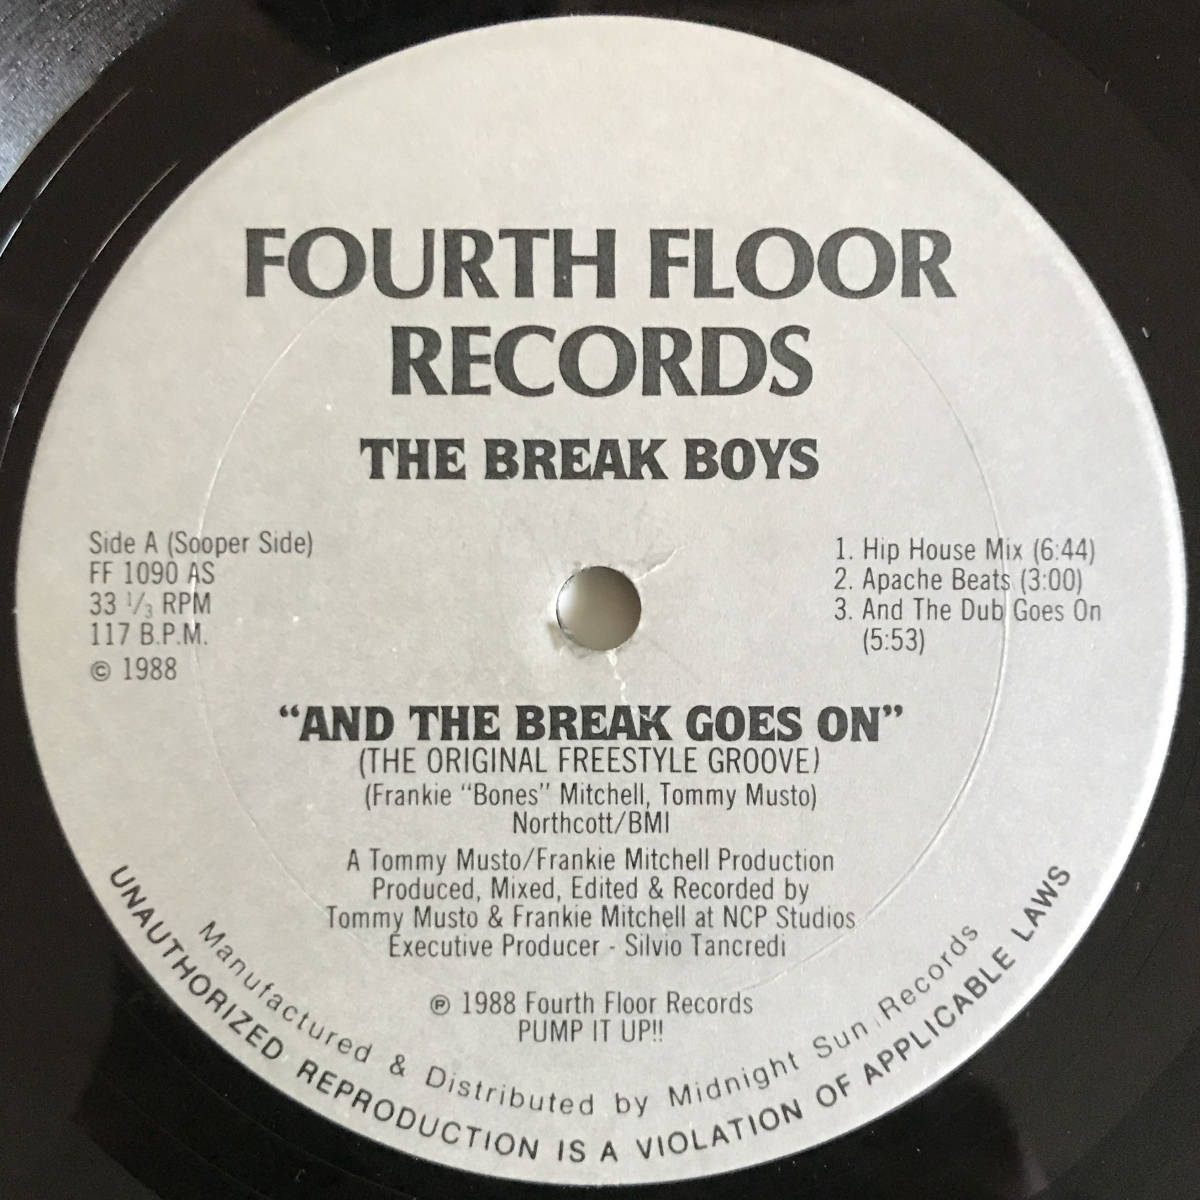 FOURTH FLOOR
RECORDS
THE BREAK BOYS
Side A (Sooper Side)
FF 1090 AS
33 1/3 RPM
117 B.P.M.
© 1988
1. Hip House Mix (6:44)
2. Apache Beats (3:00)
3. And The Dub Goes On
(5:53)
"AND THE BREAK GOES ON"
(THE ORIGINAL FREESTYLE GROOVE)
(Frankie "Bones" Mitchell, Tommy Musto)
Northcott/BMI
A Tommy Musto/Frankie Mitchell Production
Produced, Mixed, Edited & Recorded by
Tommy Musto & Frankie Mitchell at NCP Studios
Executive Producer - Silvio Tancredi
℗ 1988 Fourth Floor Records
PUMP IT UP!!
Manufactured & Distributed by Midnight Sun Records
UNAUTHORIZED REPRODUCTION IS A VIOLATION OF APPLICABLE LAWS